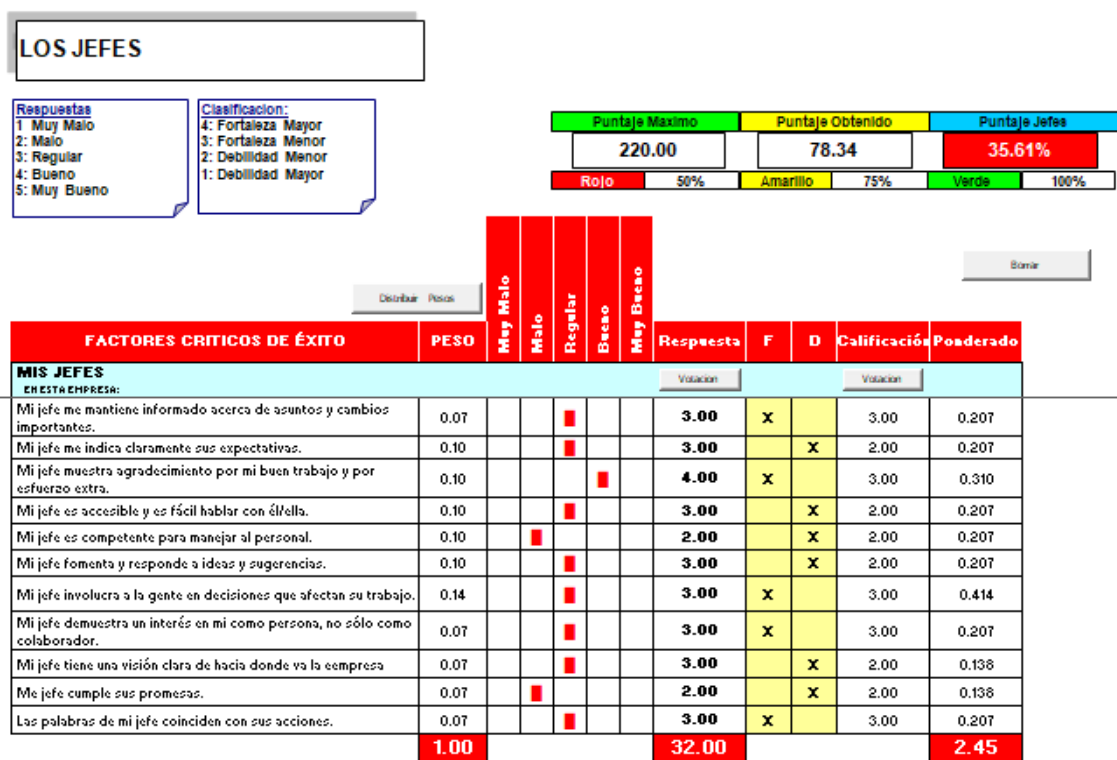 LOS JEFES
Respuestas
1 Muy Malo
2: Malo
3: Regular
4: Bueno
5: Muy Bueno
Clasificacion:
4: Fortaleza Mayor
3: Fortaleza Menor
2: Debilidad Menor
1: Debilidad Mayor
Puntaje Maximo Puntaje Obtenido Puntaje Jefes
220.00 78.34 35.61%
Rojo 50% Amarillo 75% Verde 100%
Borrar
Distribuir Pesos
FACTORES CRITICOS DE ÉXITO PESO Muy Malo Malo Regular Bueno Muy Bueno Respuesta F D Calificación Ponderado
MIS JEFES
EN ESTA EMPRESA:
Votacion Votacion
Mi jefe me mantiene informado acerca de asuntos y cambios
importantes.
0.07 3.00 X 3.00 0.207
Mi jefe me indica claramente sus expectativas. 0.10 3.00 X 2.00 0.207
Mi jefe muestra agradecimiento por mi buen trabajo y por
esfuerzo extra.
0.10 4.00 X 3.00 0.310
Mi jefe es accesible y es fácil hablar con él/ella. 0.10 3.00 X 2.00 0.207
Mi jefe es competente para manejar al personal. 0.10 2.00 X 2.00 0.207
Mi jefe fomenta y responde a ideas y sugerencias. 0.10 3.00 X 2.00 0.207
Mi jefe involucra a la gente en decisiones que afectan su trabajo. 0.14 3.00 X 3.00 0.414
Mi jefe demuestra un interés en mi como persona, no sólo como
colaborador.
0.07 3.00 X 3.00 0.207
Mi jefe tiene una visión clara de hacia donde va la eempresa 0.07 3.00 X 2.00 0.138
Me jefe cumple sus promesas. 0.07 2.00 X 2.00 0.138
Las palabras de mi jefe coinciden con sus acciones. 0.07 3.00 X 3.00 0.207
1.00 32.00 2.45